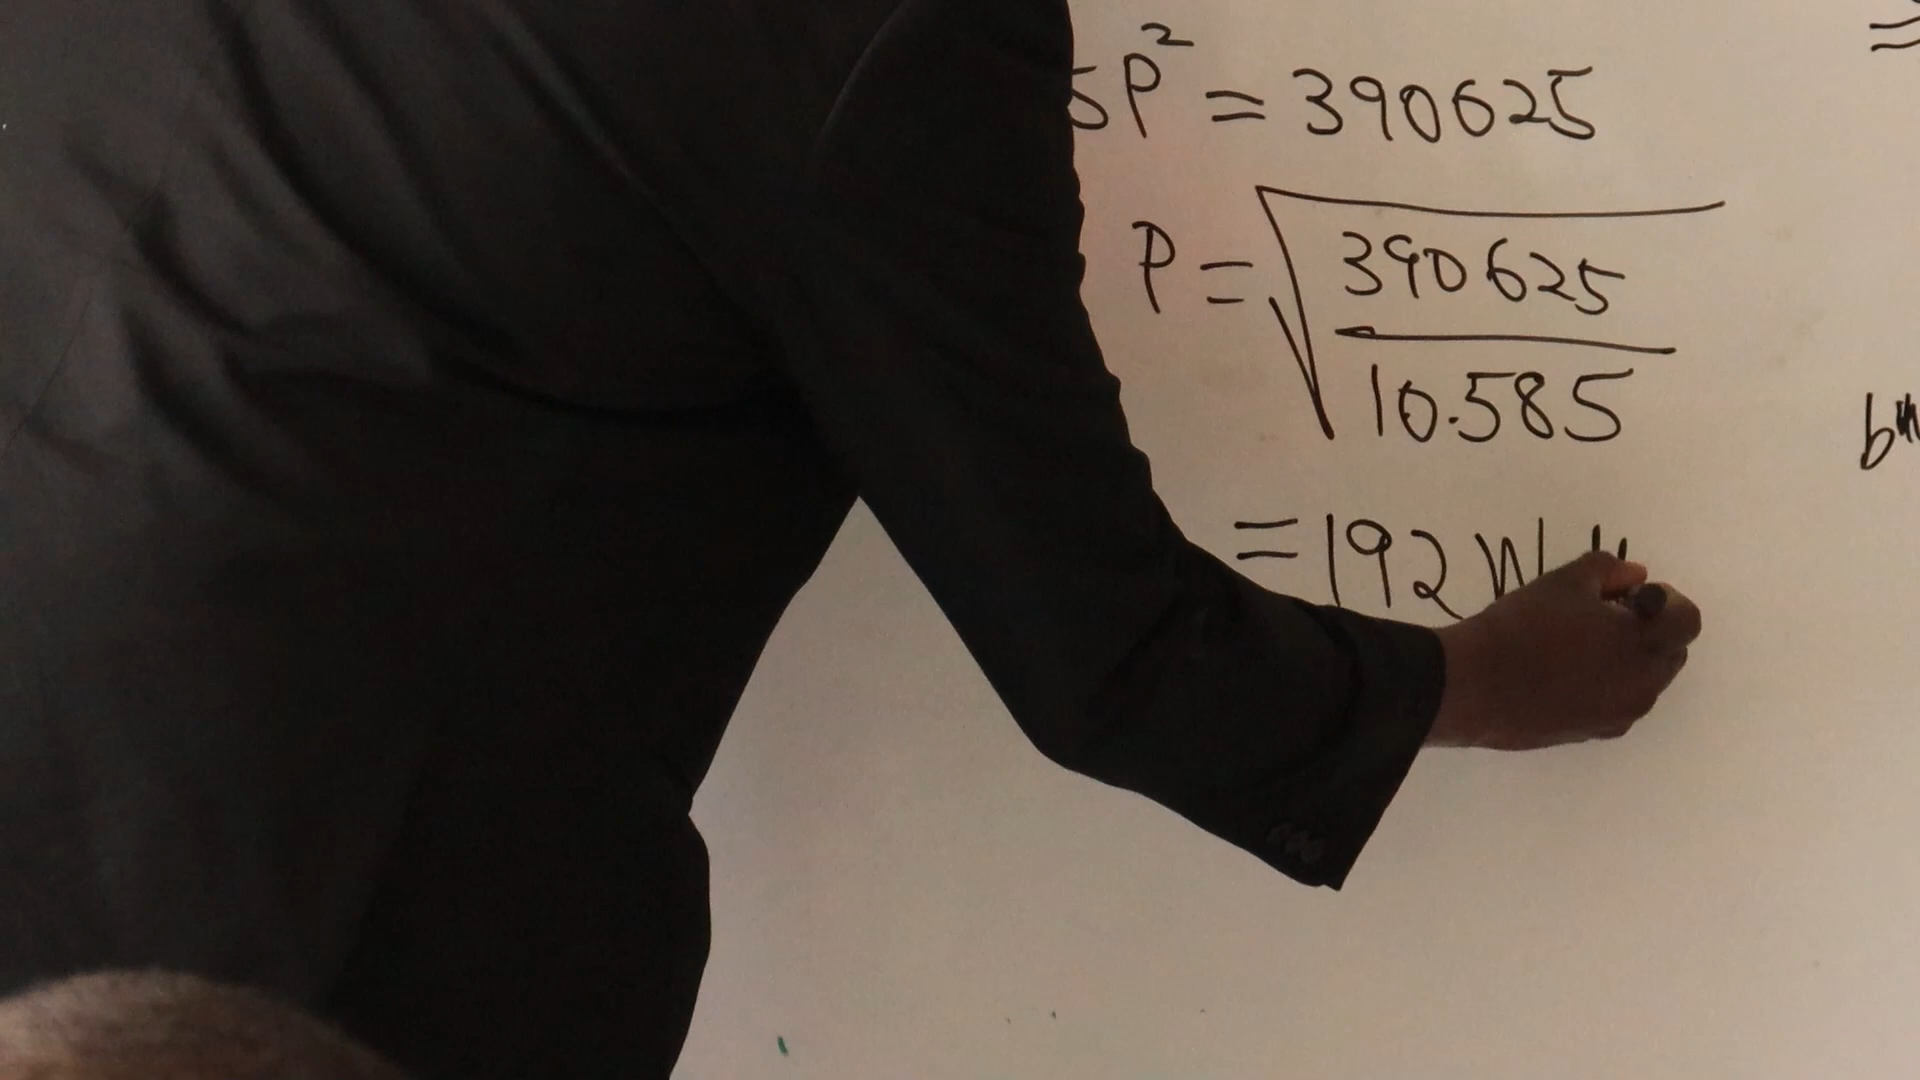 5P² = 390625
P = √(390625/10.585)
= 192 W